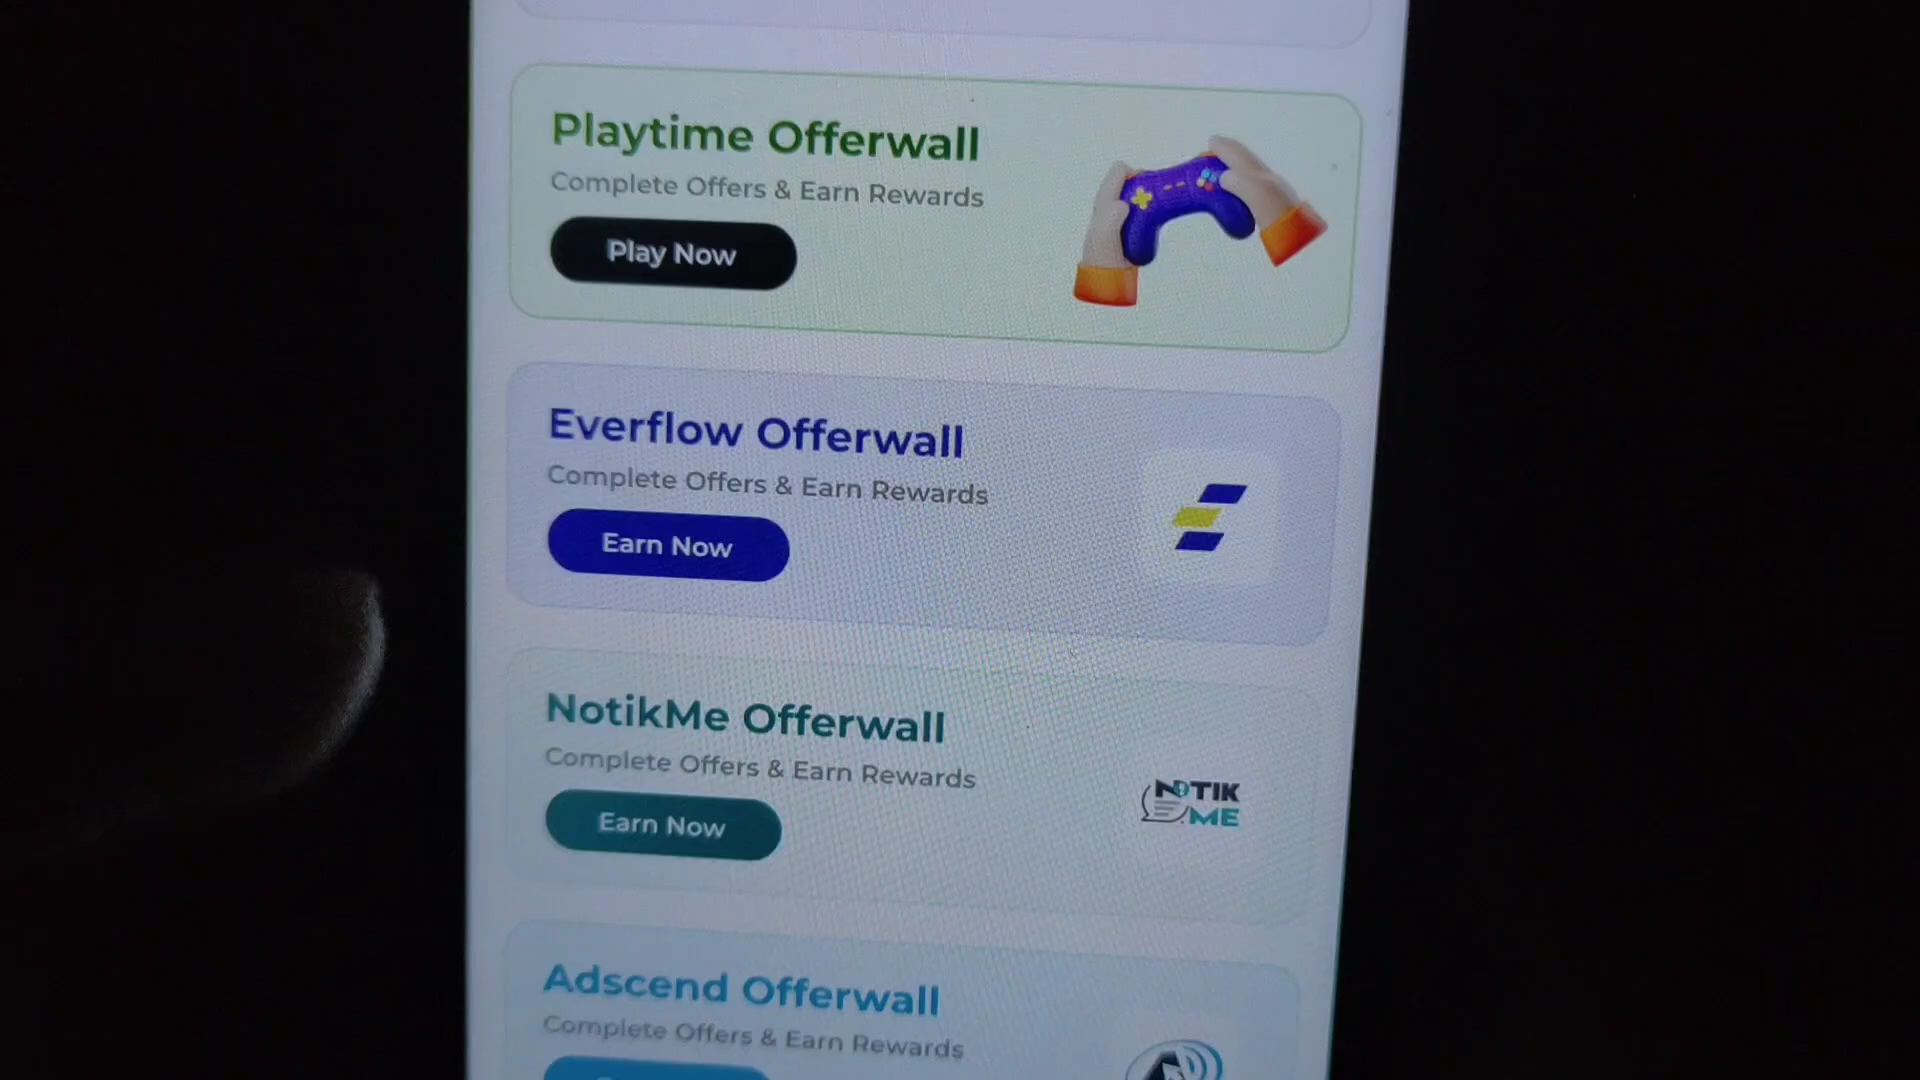 Playtime Offerwall
Complete Offers & Earn Rewards
Play Now
Everflow Offerwall
Complete Offers & Earn Rewards
Earn Now
NotikMe Offerwall
Complete Offers & Earn Rewards
Earn Now
NOTIK
ME
Adscend Offerwall
Complete Offers & Earn Rewards